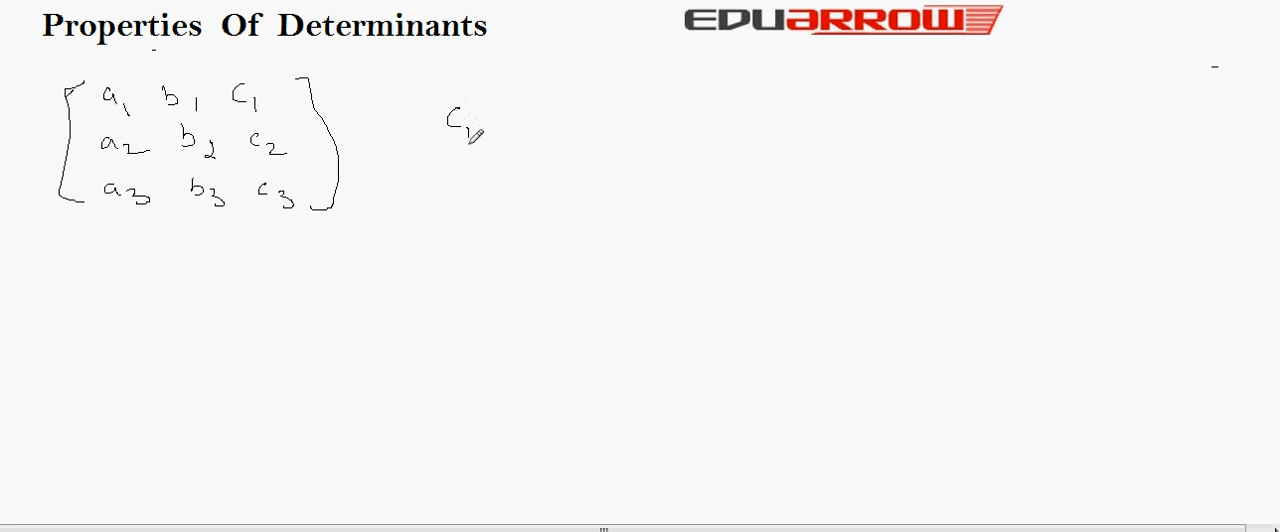 Properties Of Determinants
EDUARROW
a1 b1 c1
a2 b2 c2
a3 b3 c3
C1